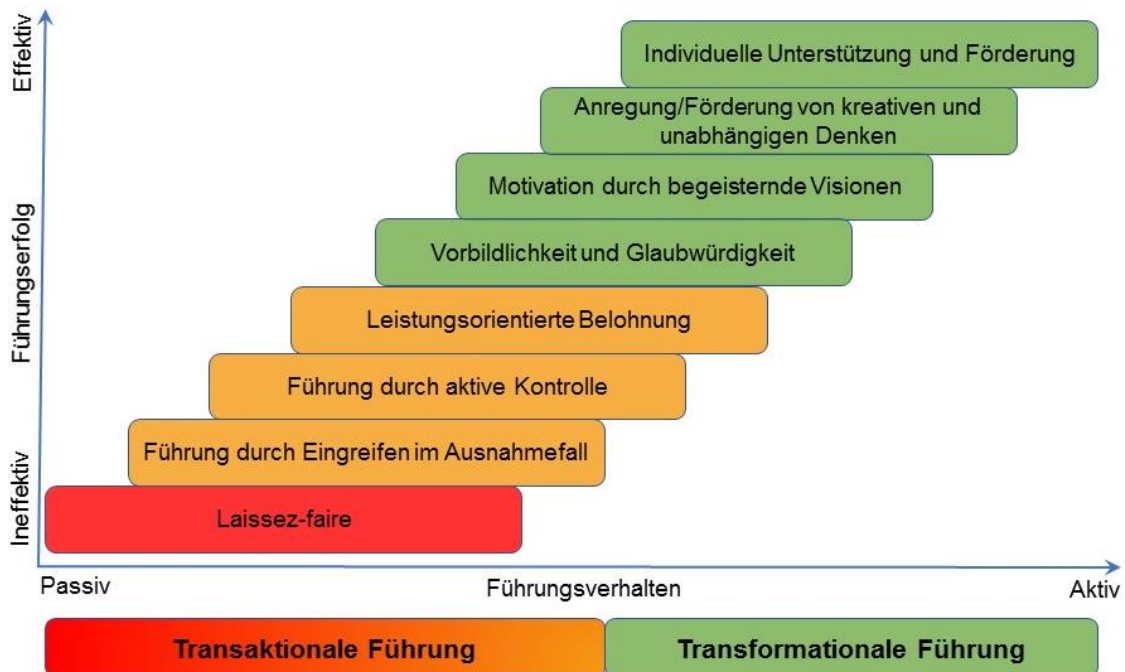 Effektiv
Führungserfolg
Ineffektiv
Individuelle Unterstützung und Förderung
Anregung/Förderung von kreativen und
unabhängigen Denken
Motivation durch begeisternde Visionen
Vorbildlichkeit und Glaubwürdigkeit
Leistungsorientierte Belohnung
Führung durch aktive Kontrolle
Führung durch Eingreifen im Ausnahmefall
Laissez-faire
Passiv
Führungsverhalten
Aktiv
Transaktionale Führung
Transformationale Führung